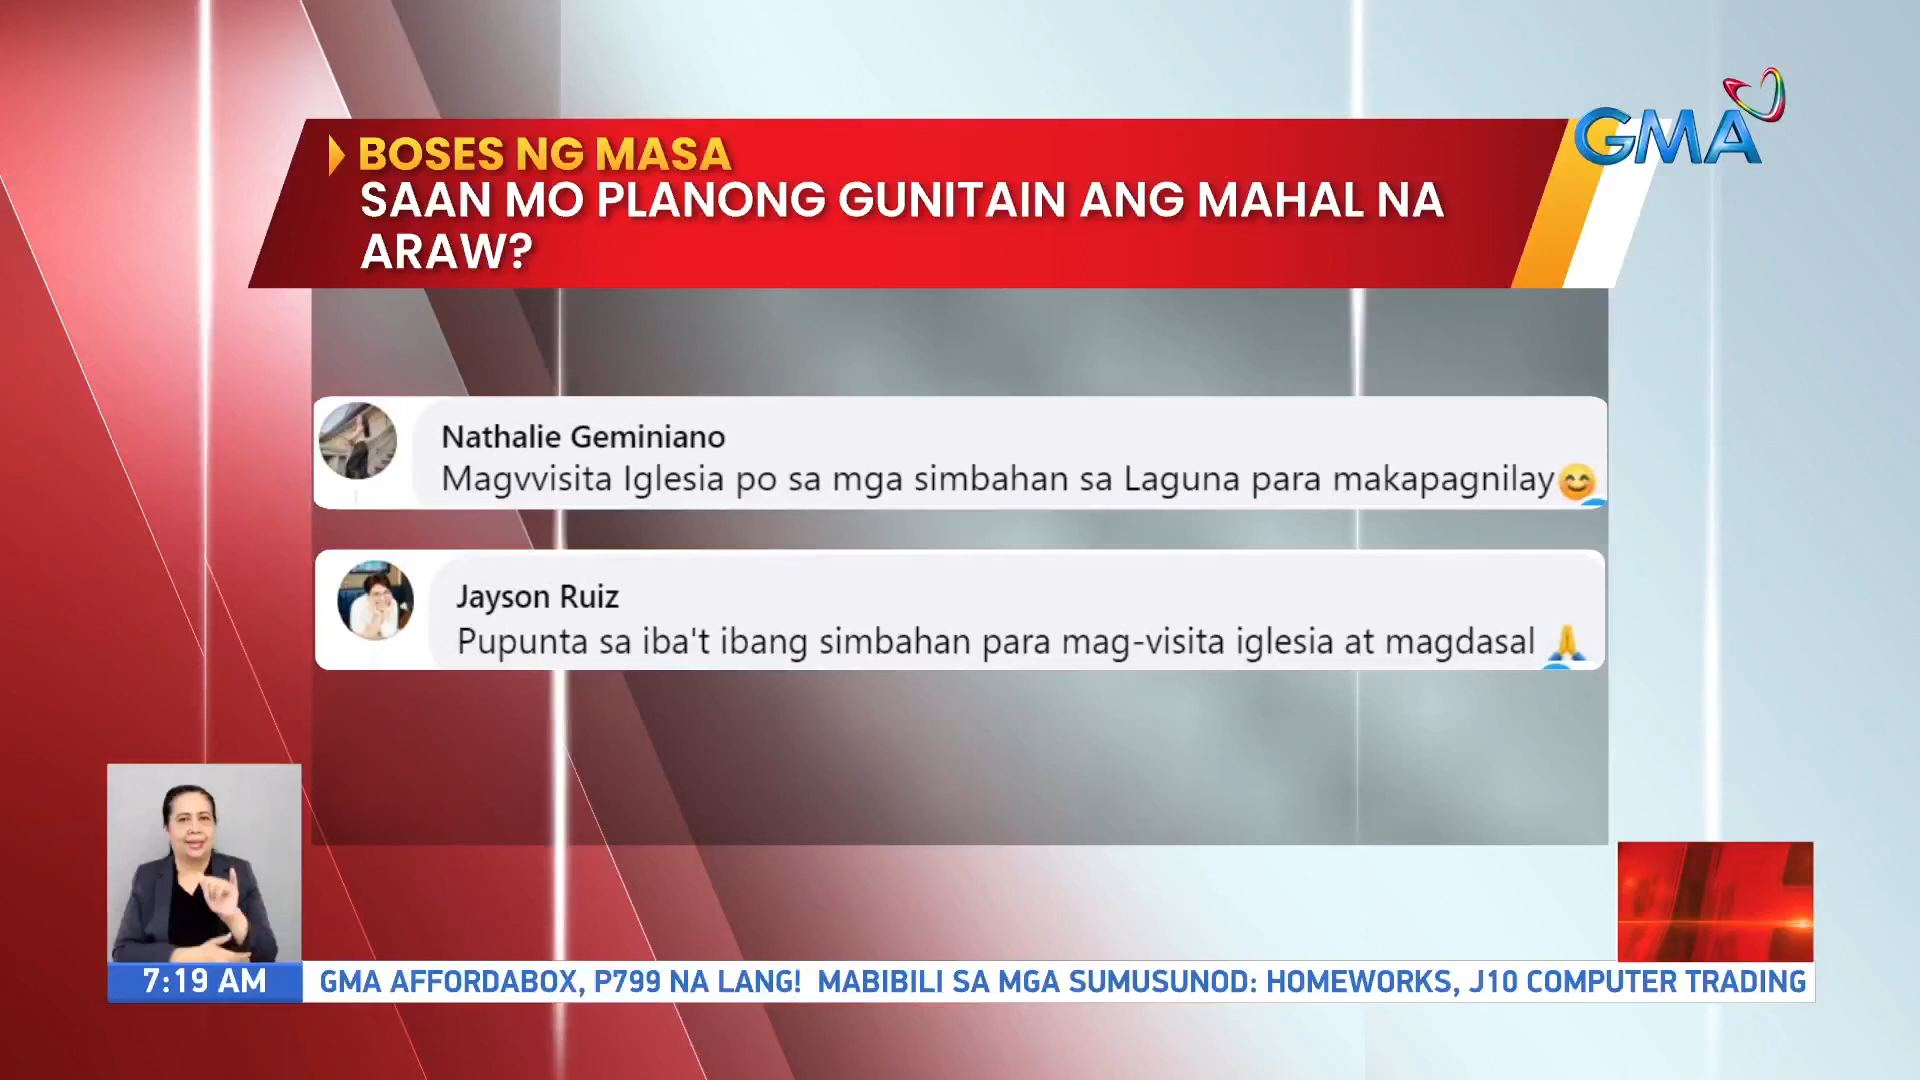 GMA
BOSES NG MASA
SAAN MO PLANONG GUNITAIN ANG MAHAL NA
ARAW?
Nathalie Geminiano
Magvvisita Iglesia po sa mga simbahan sa Laguna para makapagnilay😊
Jayson Ruiz
Pupunta sa iba't ibang simbahan para mag-visita iglesia at magdasal 🙏
7:19 AM
GMA AFFORDABOX, P799 NA LANG! MABIBILI SA MGA SUMUSUNOD: HOMEWORKS, J10 COMPUTER TRADING